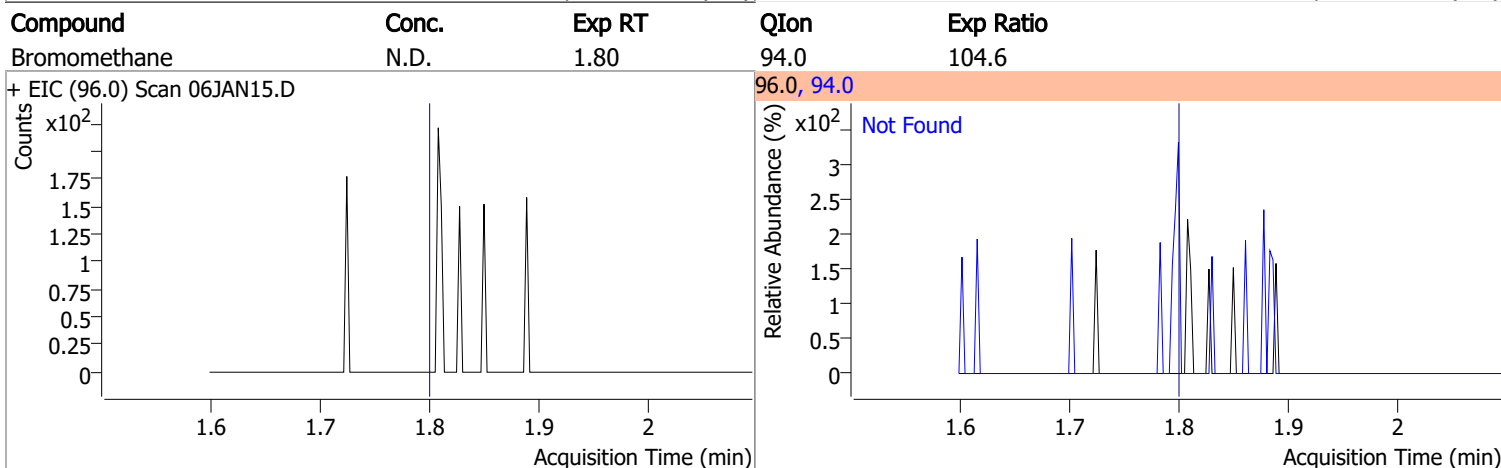 Compound Conc. Exp RT QIon Exp Ratio
Bromomethane N.D. 1.80 94.0 104.6
+ EIC (96.0) Scan 06JAN15.D
Counts
x10²
1.75
1.5
1.25
1
0.75
0.5
0.25
0
1.6 1.7 1.8 1.9 2
Acquisition Time (min)
96.0, 94.0
Relative Abundance (%)
x10²
Not Found
3
2.5
2
1.5
1
0.5
0
1.6 1.7 1.8 1.9 2
Acquisition Time (min)